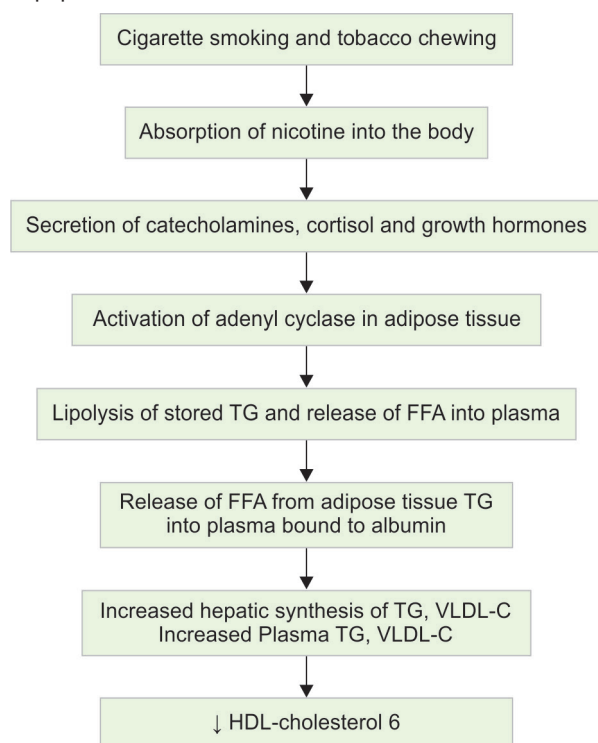 Cigarette smoking and tobacco chewing
Absorption of nicotine into the body
Secretion of catecholamines, cortisol and growth hormones
Activation of adenyl cyclase in adipose tissue
Lipolysis of stored TG and release of FFA into plasma
Release of FFA from adipose tissue TG
into plasma bound to albumin
Increased hepatic synthesis of TG, VLDL-C
Increased Plasma TG, VLDL-C
↓ HDL-cholesterol 6